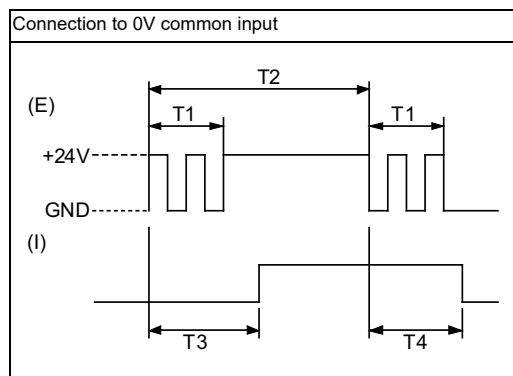 Connection to 0V common input
T2
(E)
T1
T1
+24V
GND
(I)
T3
T4